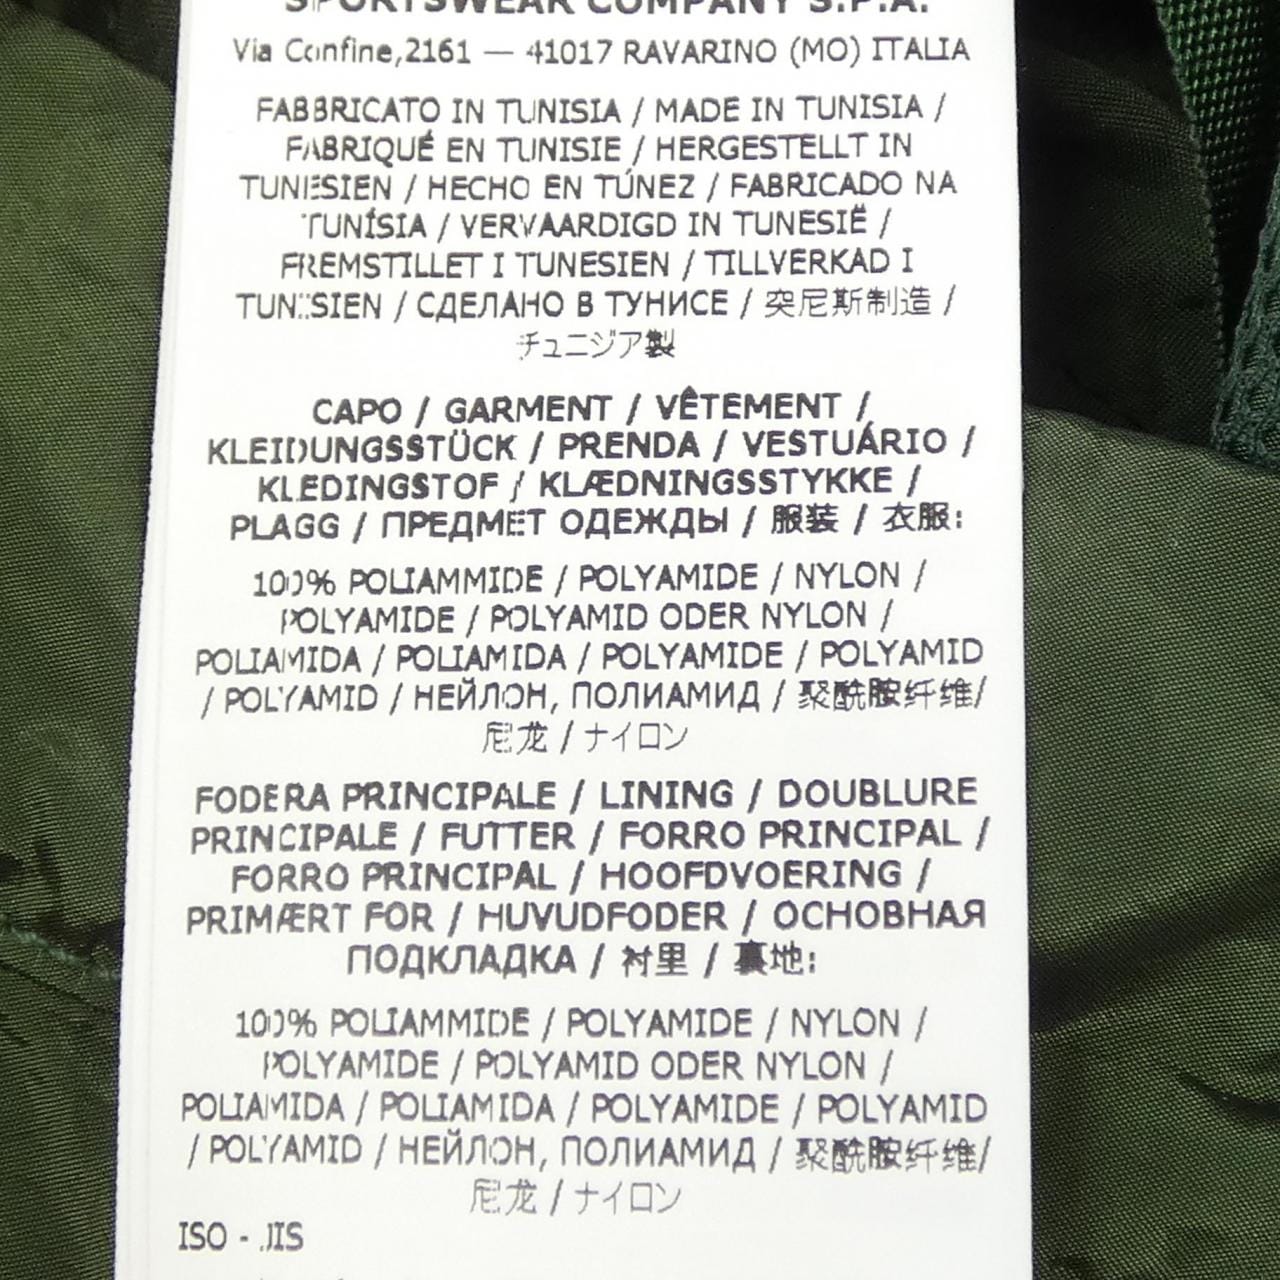 SPORTSWEAR COMPANY S.P.A.
Via Confine,2161 — 41017 RAVARINO (MO) ITALIA
FABBRICATO IN TUNISIA / MADE IN TUNISIA /
FABRIQUÉ EN TUNISIE / HERGESTELLT IN
TUNESIEN / HECHO EN TÚNEZ / FABRICADO NA
TUNÍSIA / VERVAARDIGD IN TUNESIË /
FREMSTILLET I TUNESIEN / TILLVERKAD I
TUNISIEN / СДЕЛАНО В ТУНИСЕ / 突尼斯制造 /
チュニジア製
CAPO / GARMENT / VÊTEMENT /
KLEIDUNGSSTÜCK / PRENDA / VESTUÁRIO /
KLEDINGSTOF / KLÆDNINGSSTYKKE /
PLAGG / ПРЕДМЕТ ОДЕЖДЫ / 服装 / 衣服:
100% POLIAMMIDE / POLYAMIDE / NYLON /
POLYAMIDE / POLYAMID ODER NYLON /
POLIAMIDA / POLIAMIDA / POLYAMIDE / POLYAMID
/ POLYAMID / НЕЙЛОН, ПОЛИАМИД / 聚酰胺纤维/
尼龙 / ナイロン
FODERA PRINCIPALE / LINING / DOUBLURE
PRINCIPALE / FUTTER / FORRO PRINCIPAL /
FORRO PRINCIPAL / HOOFDVOERING /
PRIMÆRT FOR / HUVUDFODER / ОСНОВНАЯ
ПОДКЛАДКА / 衬里 / 裏地:
100% POLIAMMIDE / POLYAMIDE / NYLON /
POLYAMIDE / POLYAMID ODER NYLON /
POLIAMIDA / POLIAMIDA / POLYAMIDE / POLYAMID
/ POLYAMID / НЕЙЛОН, ПОЛИАМИД / 聚酰胺纤维/
尼龙 / ナイロン
ISO - JIS